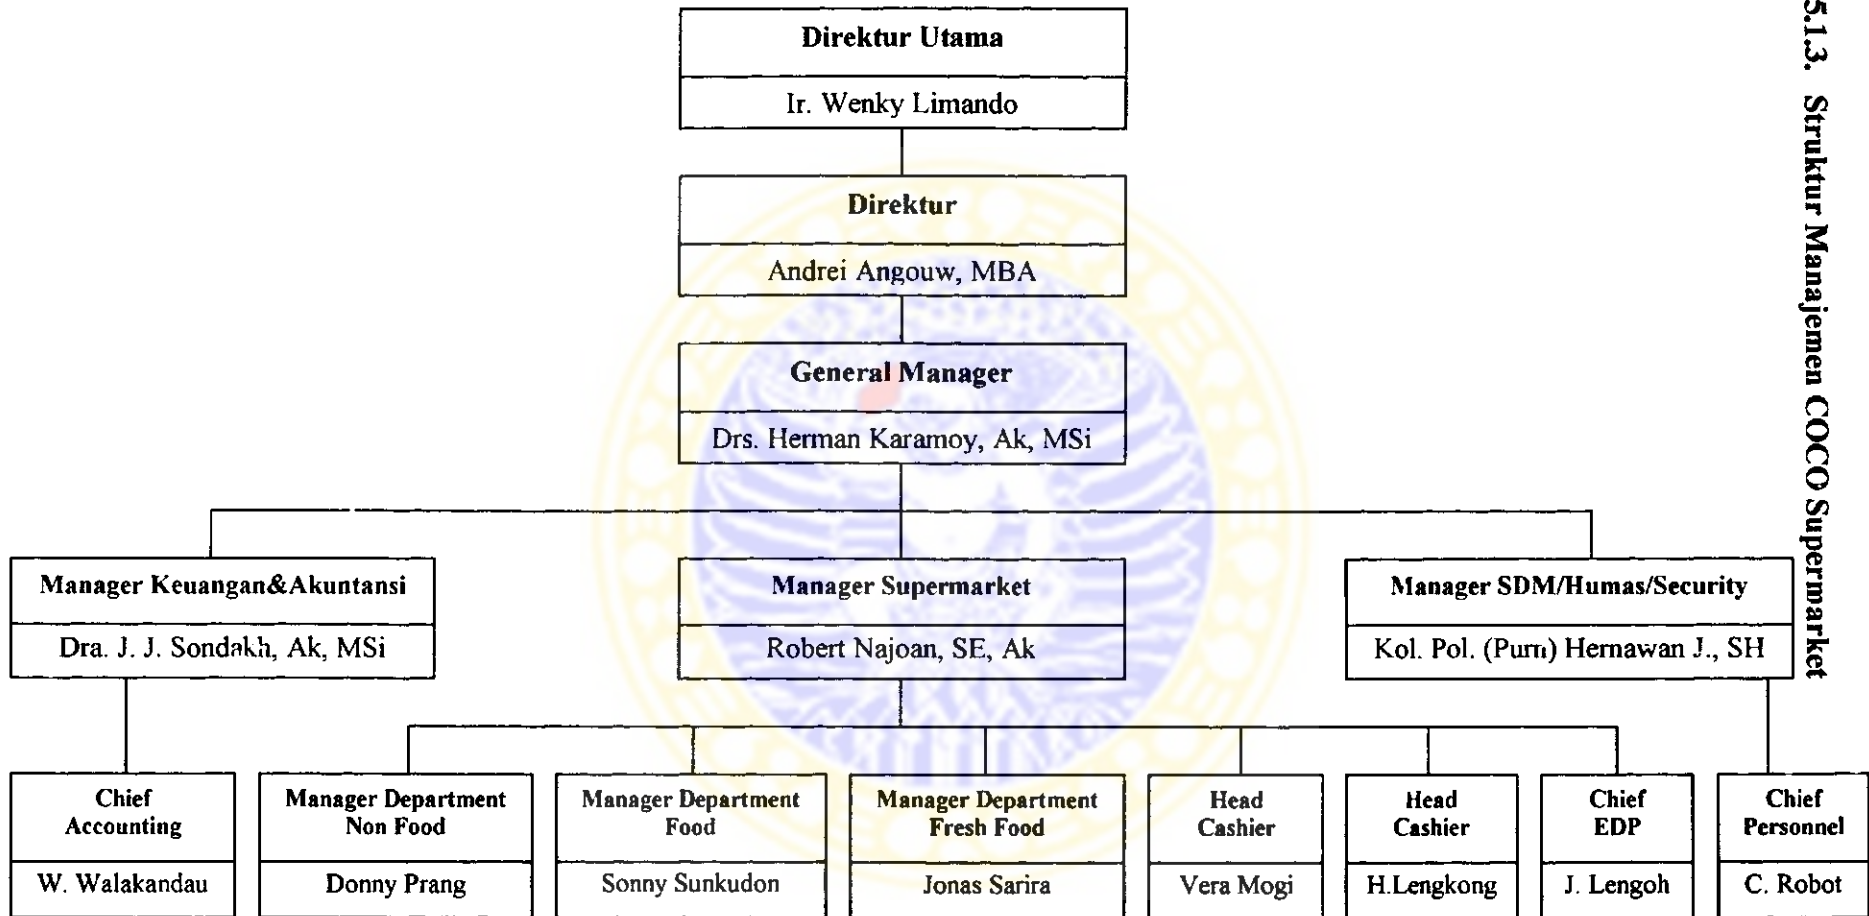 5.1.3. Struktur Manajemen COCO Supermarket
Direktur Utama
Ir. Wenky Limando
Direktur
Andrei Angouw, MBA
General Manager
Drs. Herman Karamoy, Ak, MSi
Manager Keuangan&Akuntansi
Dra. J. J. Sondakh, Ak, MSi
Manager Supermarket
Robert Najoan, SE, Ak
Manager SDM/Humas/Security
Kol. Pol. (Purn) Hernawan J., SH
Chief
Accounting
W. Walakandau
Manager Department
Non Food
Donny Prang
Manager Department
Food
Sonny Sunkudon
Manager Department
Fresh Food
Jonas Sarira
Head
Cashier
Vera Mogi
Head
Cashier
H.Lengkong
Chief
EDP
J. Lengoh
Chief
Personnel
C. Robot